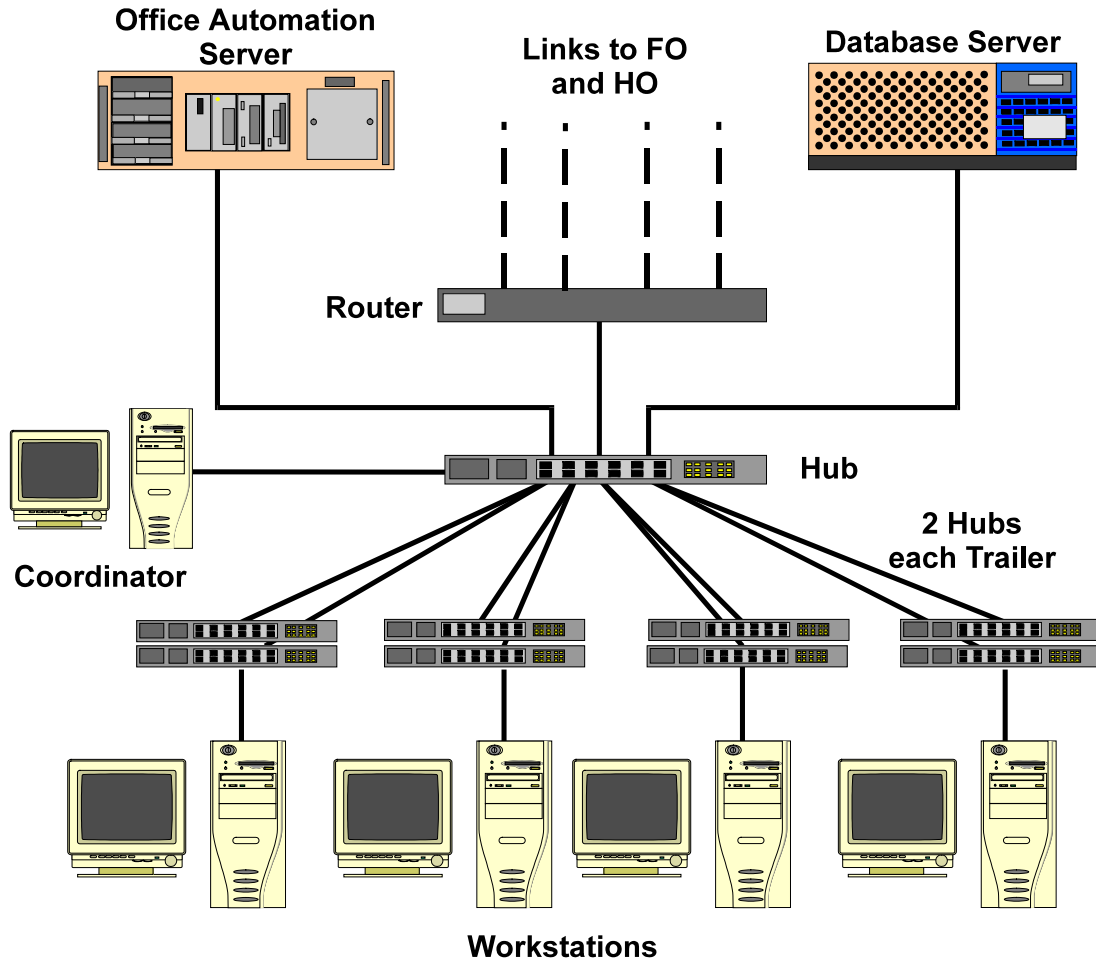 Office Automation
Server
Links to FO
and HO
Database Server
Router
Hub
2 Hubs
each Trailer
Coordinator
Workstations